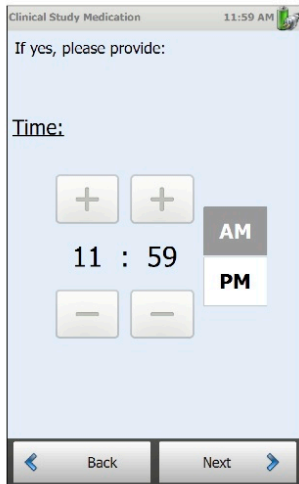 Clinical Study Medication 11:59 AM
If yes, please provide:
Time:
+ +
11 : 59
AM
PM
− −
Back Next